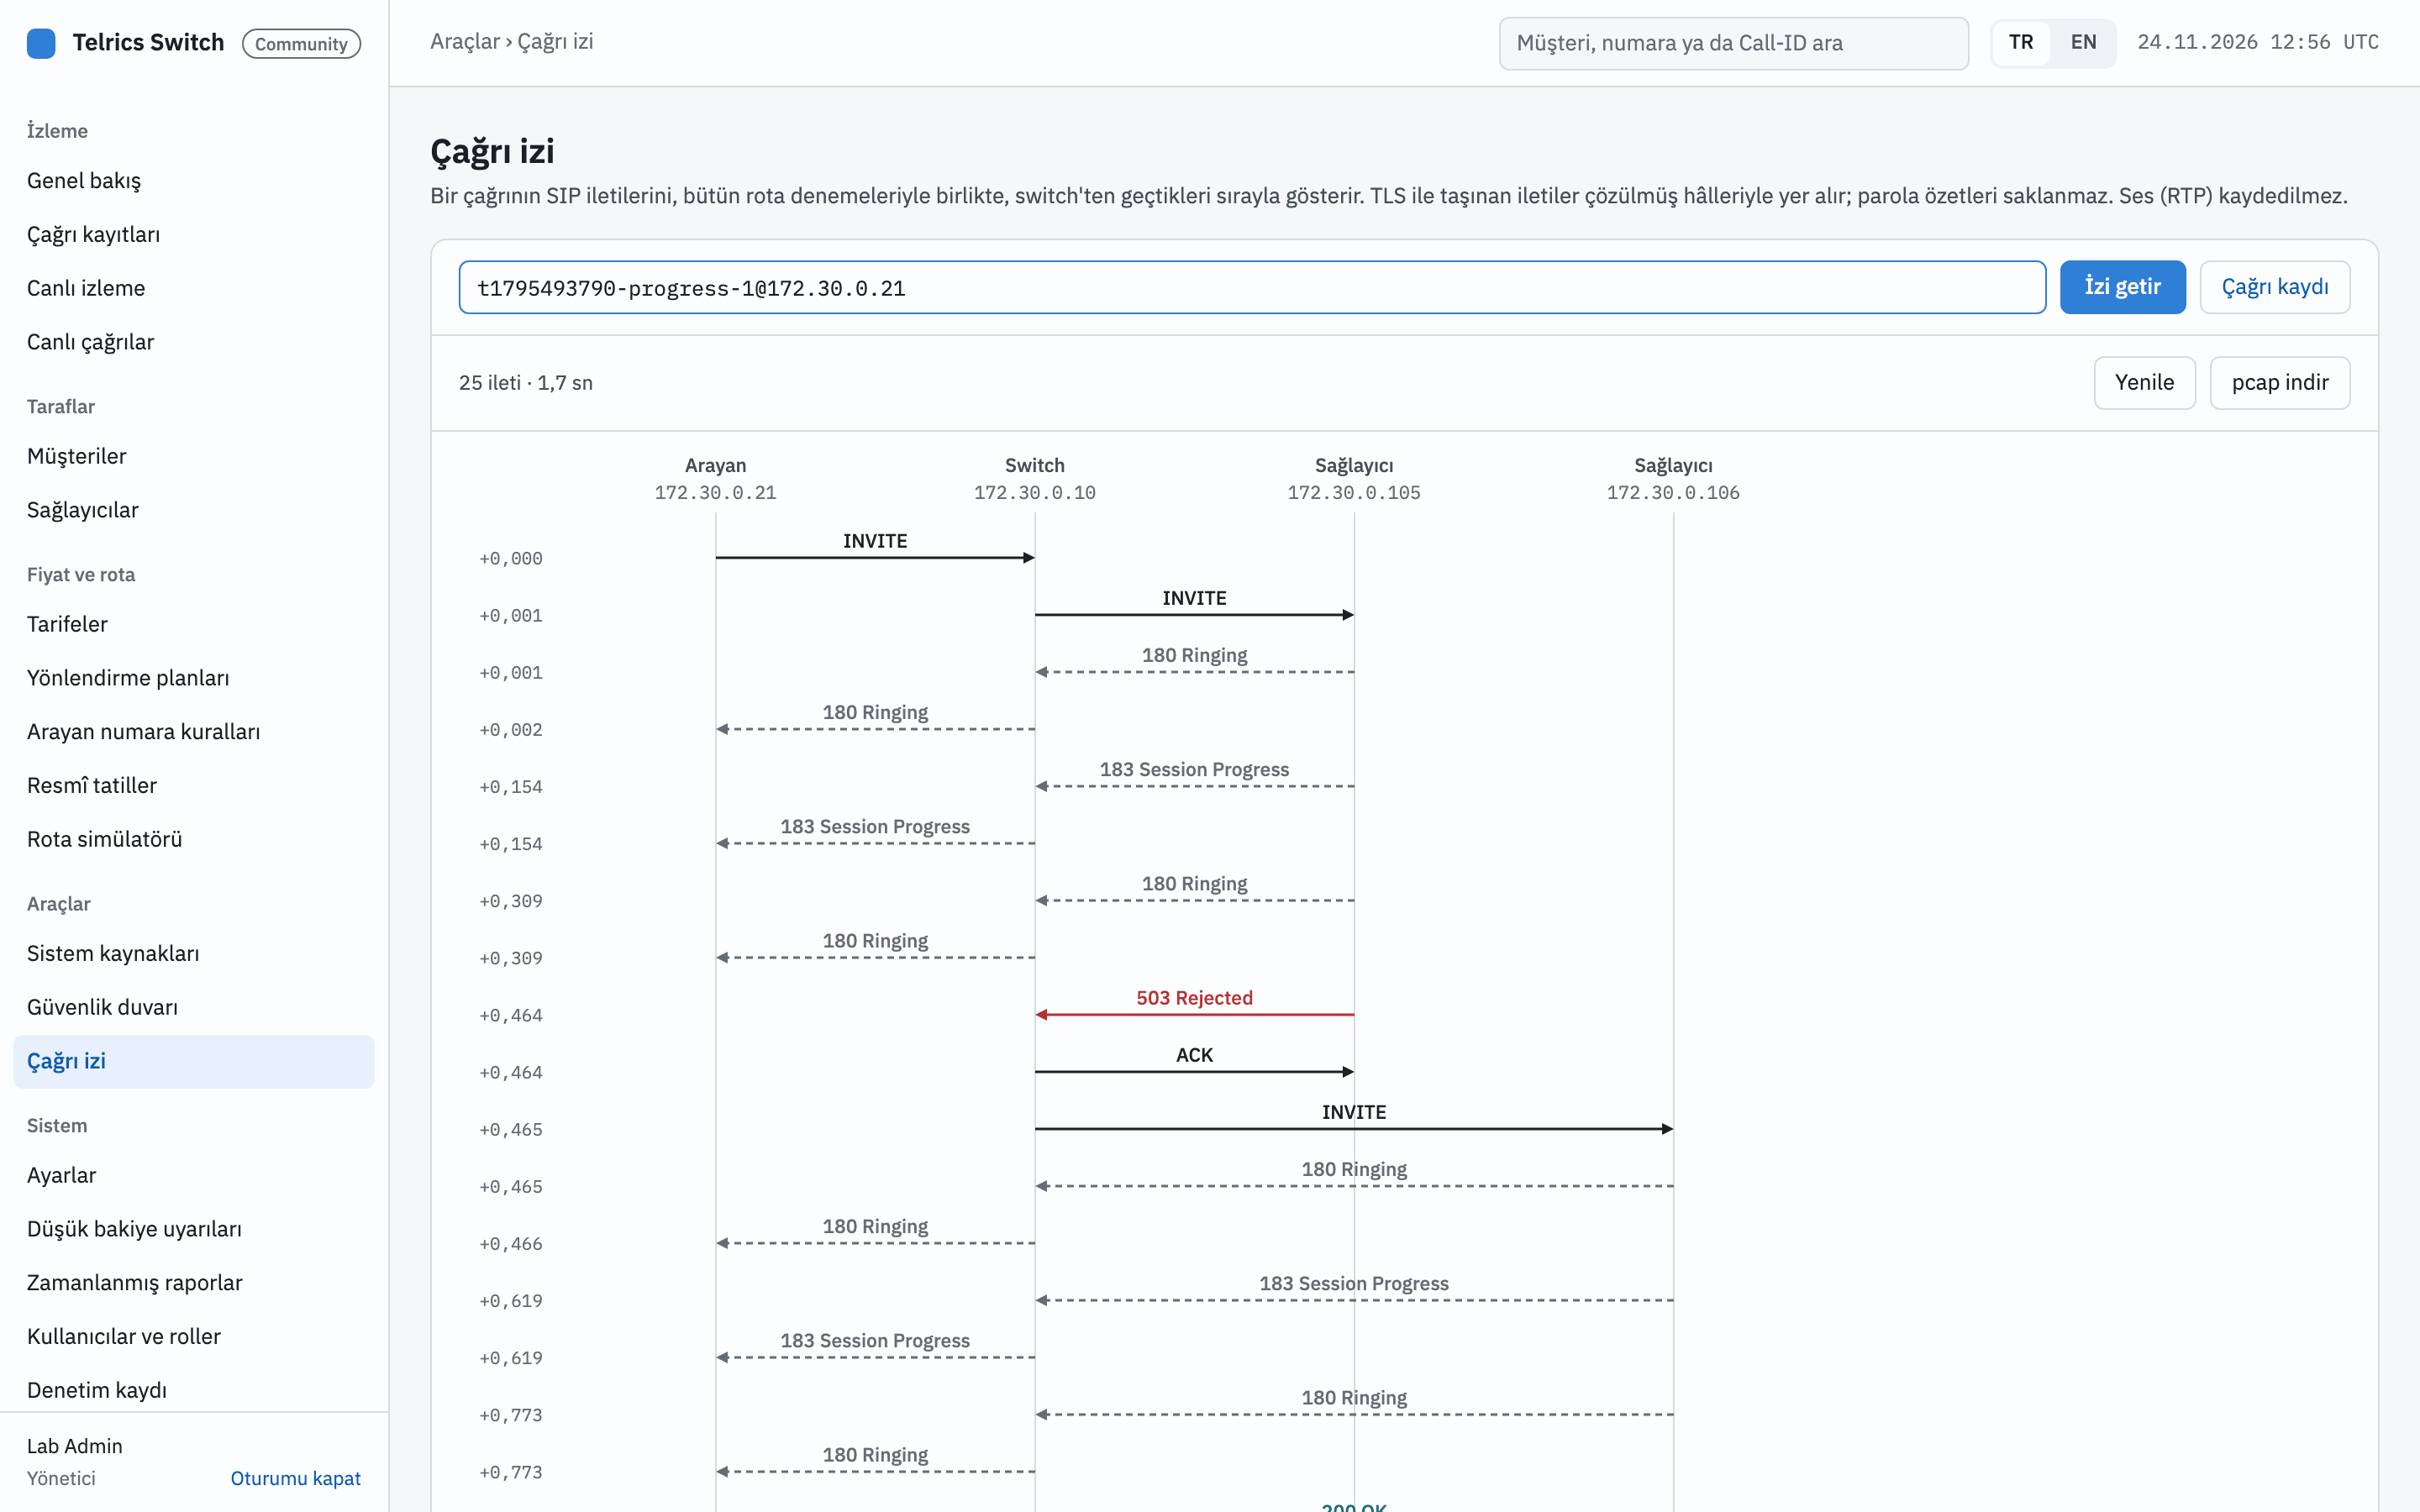 Telrics Switch Community
İzleme
Genel bakış
Çağrı kayıtları
Canlı izleme
Canlı çağrılar
Taraflar
Müşteriler
Sağlayıcılar
Fiyat ve rota
Tarifeler
Yönlendirme planları
Arayan numara kuralları
Resmî tatiller
Rota simülatörü
Araçlar
Sistem kaynakları
Güvenlik duvarı
Çağrı izi
Sistem
Ayarlar
Düşük bakiye uyarıları
Zamanlanmış raporlar
Kullanıcılar ve roller
Denetim kaydı
Lab Admin
Yönetici Oturumu kapat
Araçlar › Çağrı izi Müşteri, numara ya da Call-ID ara TR EN 24.11.2026 12:56 UTC
Çağrı izi
Bir çağrının SIP iletilerini, bütün rota denemeleriyle birlikte, switch'ten geçtikleri sırayla gösterir. TLS ile taşınan iletiler çözülmüş hâlleriyle yer alır; parola özetleri saklanmaz. Ses (RTP) kaydedilmez.
t1795493790-progress-1@172.30.0.21 İzi getir Çağrı kaydı
25 ileti · 1,7 sn Yenile pcap indir
Arayan Switch Sağlayıcı Sağlayıcı
172.30.0.21 172.30.0.10 172.30.0.105 172.30.0.106
+0,000 INVITE
+0,001 INVITE
+0,001 180 Ringing
+0,002 180 Ringing
+0,154 183 Session Progress
+0,154 183 Session Progress
+0,309 180 Ringing
+0,309 180 Ringing
+0,464 503 Rejected
+0,464 ACK
+0,465 INVITE
+0,465 180 Ringing
+0,466 180 Ringing
+0,619 183 Session Progress
+0,619 183 Session Progress
+0,773 180 Ringing
+0,773 180 Ringing
200 OK